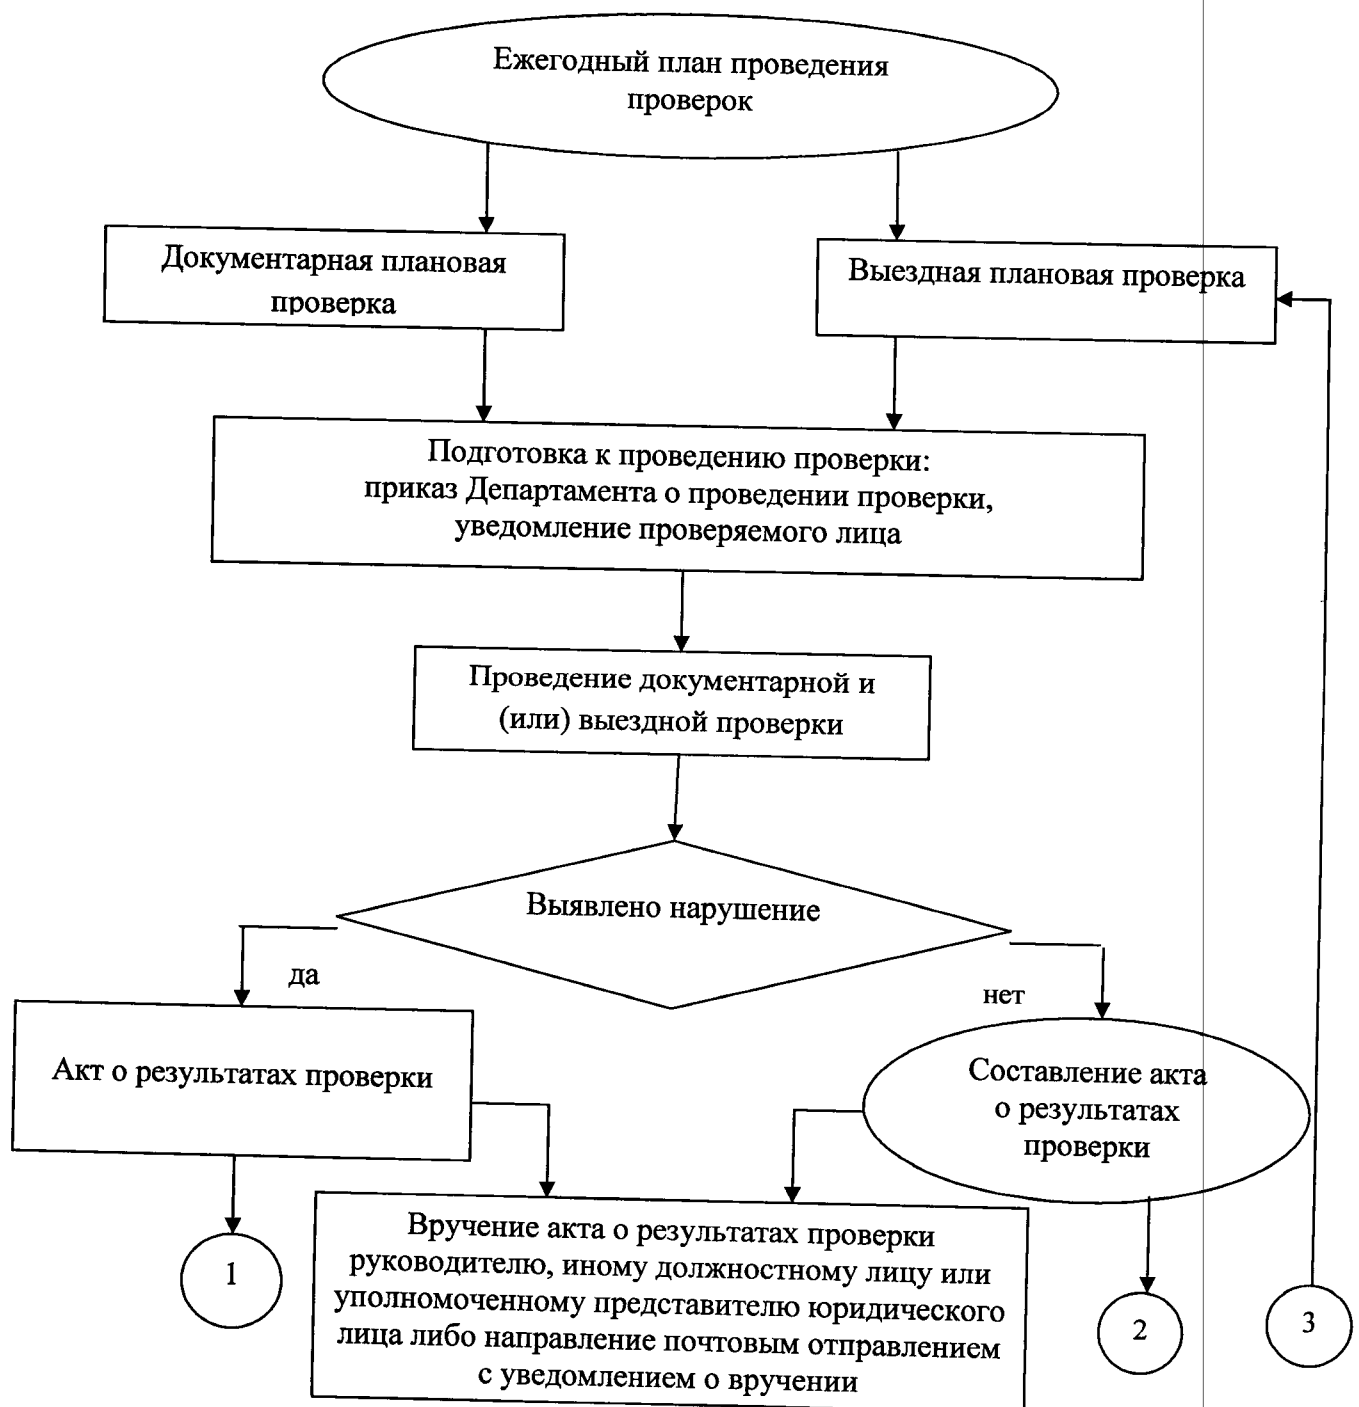 Ежегодный план проведения
проверок
Документарная плановая
проверка
Выездная плановая проверка
Подготовка к проведению проверки:
приказ Департамента о проведении проверки,
уведомление проверяемого лица
Проведение документарной и
(или) выездной проверки
Выявлено нарушение
да
нет
Акт о результатах проверки
Составление акта
о результатах
проверки
1
Вручение акта о результатах проверки
руководителю, иному должностному лицу или
уполномоченному представителю юридического
лица либо направление почтовым отправлением
с уведомлением о вручении
2
3